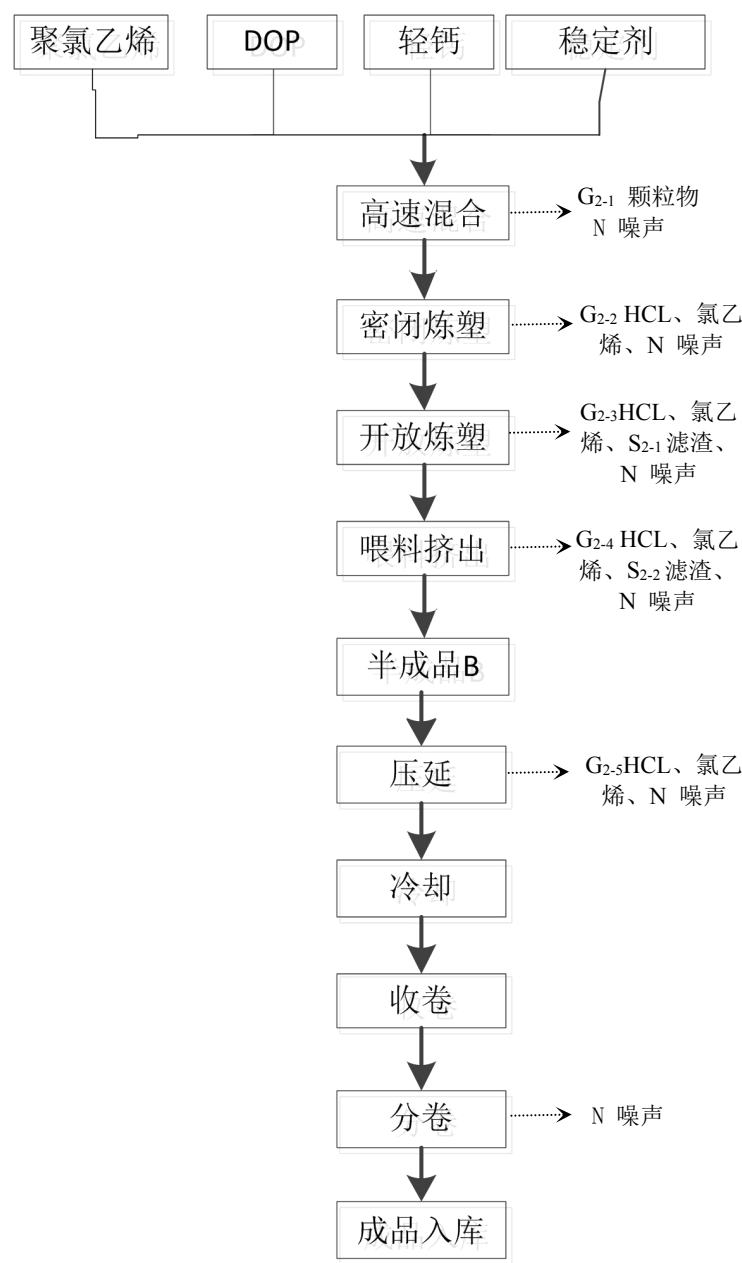 聚氯乙烯
DOP
轻钙
稳定剂
高速混合
G2-1 颗粒物
N 噪声
密闭炼塑
G2-2 HCL、氯乙
烯、N 噪声
开放炼塑
G2-3HCL、氯乙
烯、S2-1滤渣、
N 噪声
喂料挤出
G2-4 HCL、氯乙
烯、S2-2滤渣、
N 噪声
半成品B
压延
G2-5HCL、氯乙
烯、N 噪声
冷却
收卷
分卷
N 噪声
成品入库